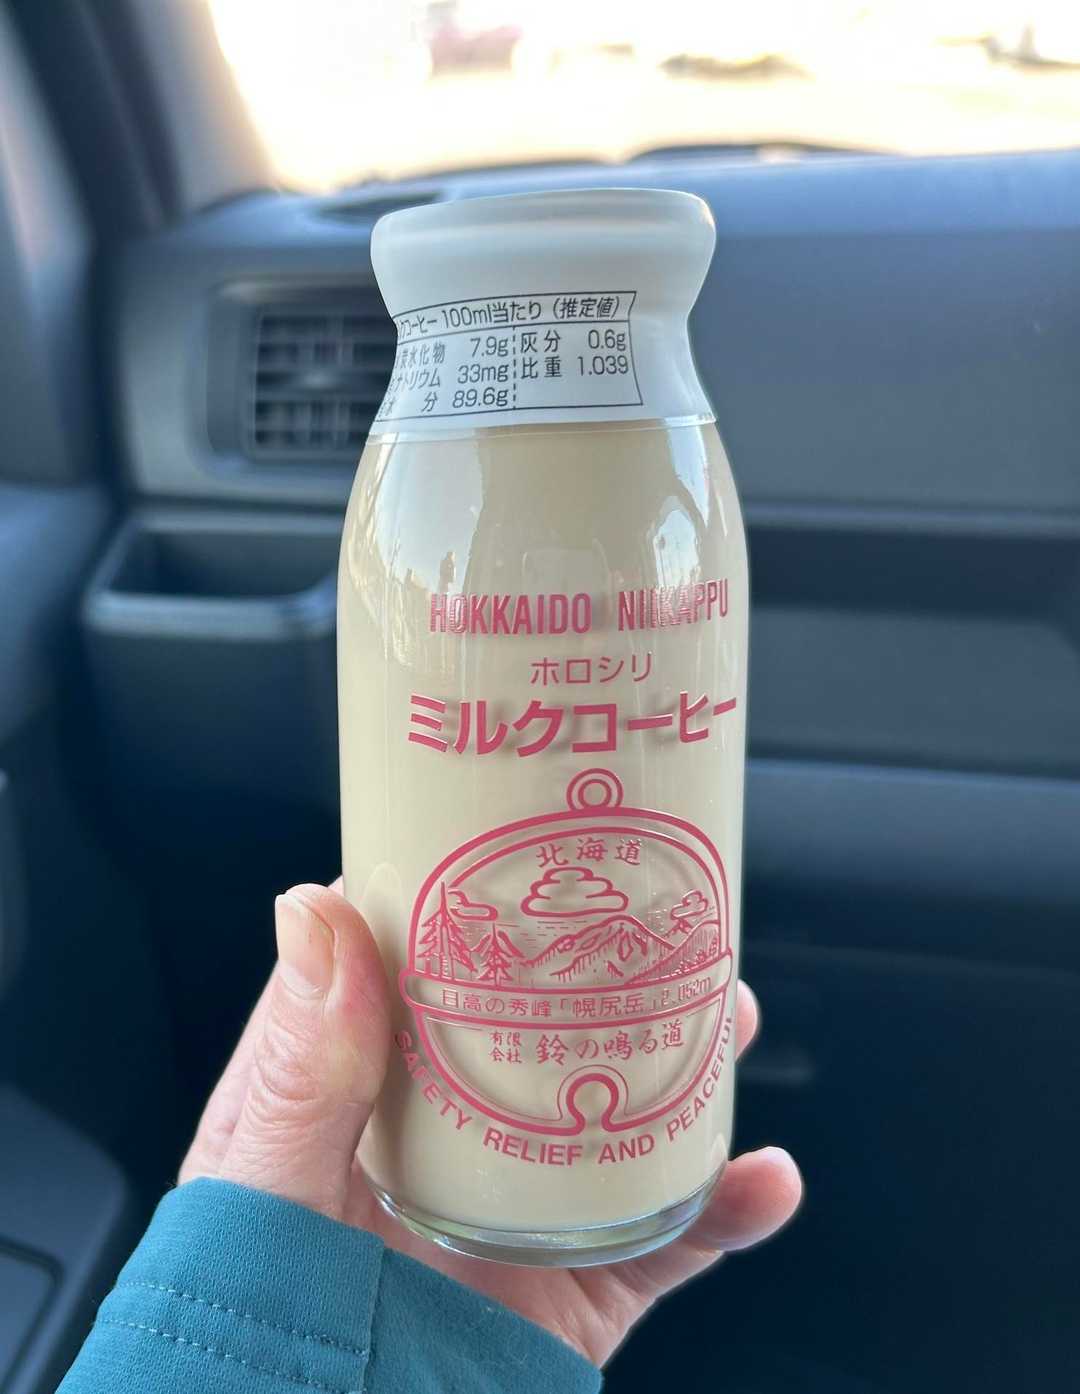 コーヒー 100ml当たり(推定値)
炭水化物 7.9g 灰分 0.6g
ナトリウム 33mg 比重 1.039
水分 89.6g
HOKKAIDO NIIKAPPU
ホロシリ
ミルクコーヒー
北海道
日高の秀峰「幌尻岳」2,052m
有限会社 鈴の鳴る道
SAFETY RELIEF AND PEACEFUL